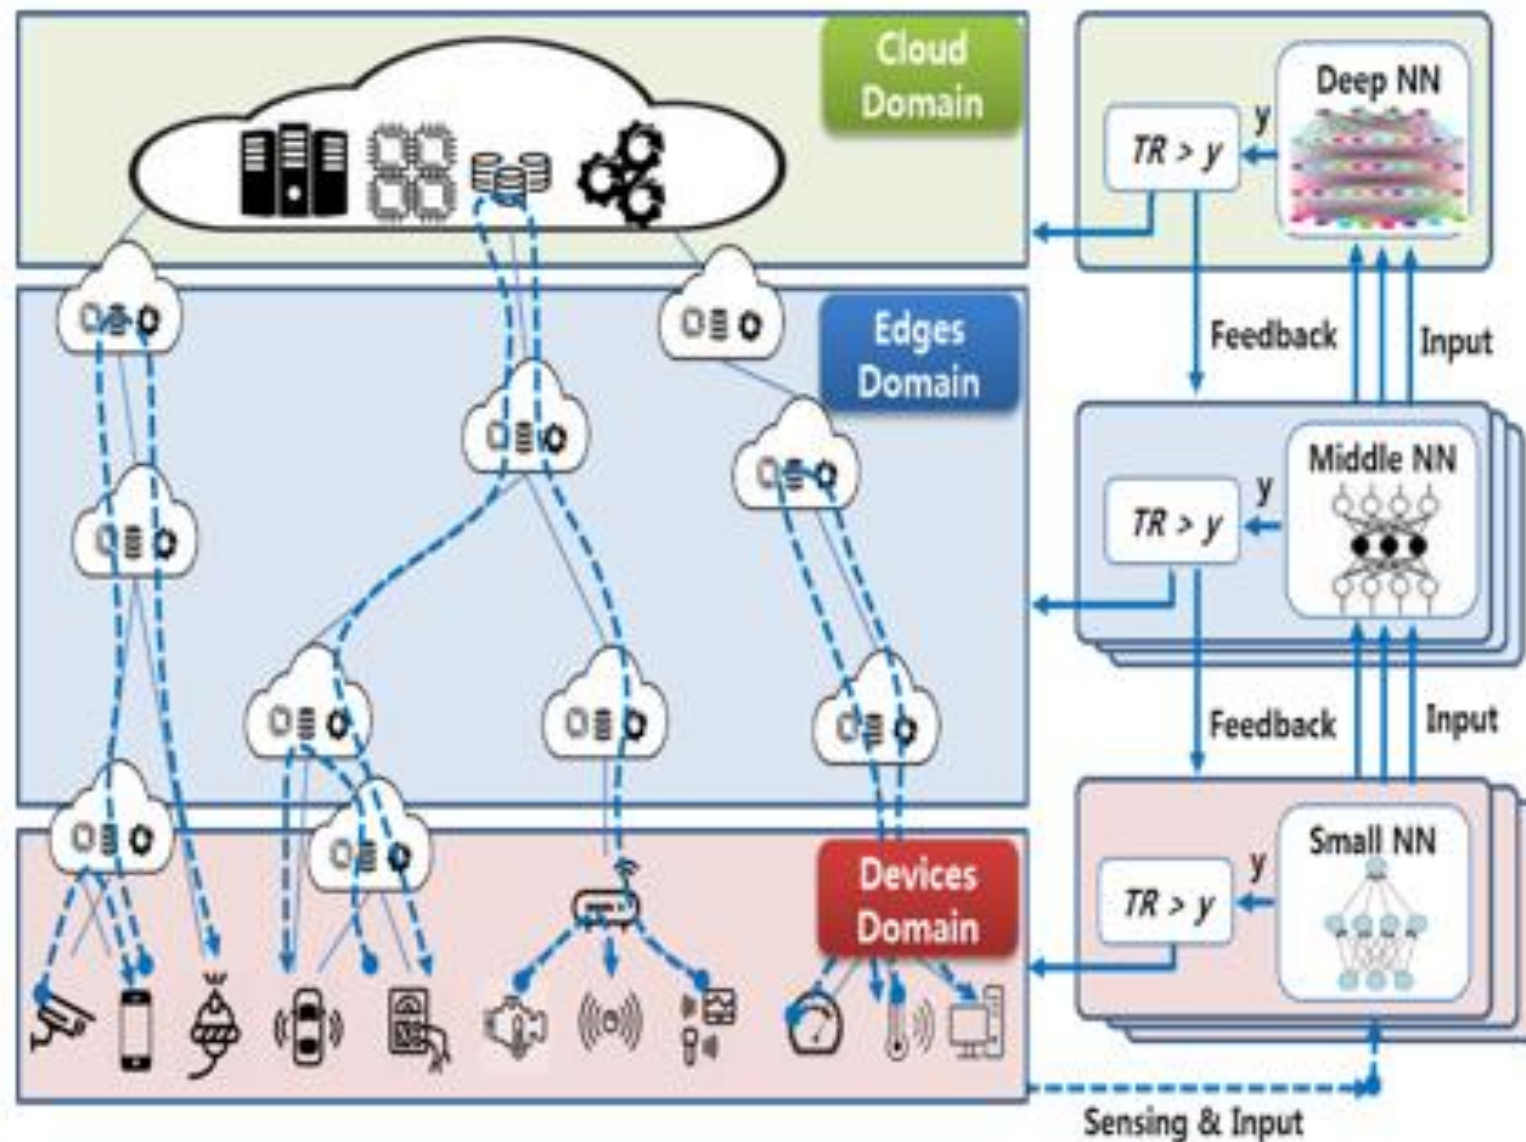 Cloud
Domain
Deep NN
y
TR > y
Feedback
Input
Edges
Domain
Middle NN
y
TR > y
Feedback
Input
Devices
Domain
Small NN
y
TR > y
Sensing & Input